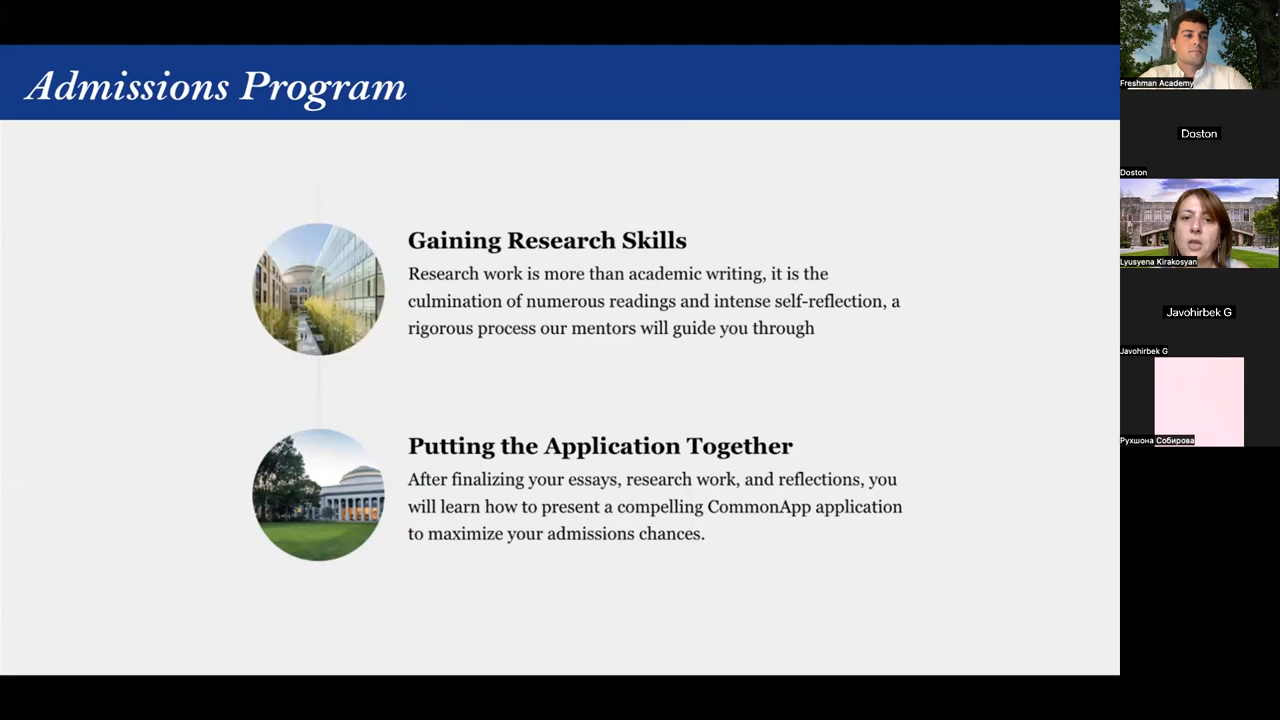 Admissions Program
Gaining Research Skills
Research work is more than academic writing, it is the
culmination of numerous readings and intense self-reflection, a
rigorous process our mentors will guide you through
Putting the Application Together
After finalizing your essays, research work, and reflections, you
will learn how to present a compelling CommonApp application
to maximize your admissions chances.
Freshman Academy
Doston
Doston
Lyusyena Kirakosyan
Javohirbek G
Javohirbek G
Рухшона Собирова